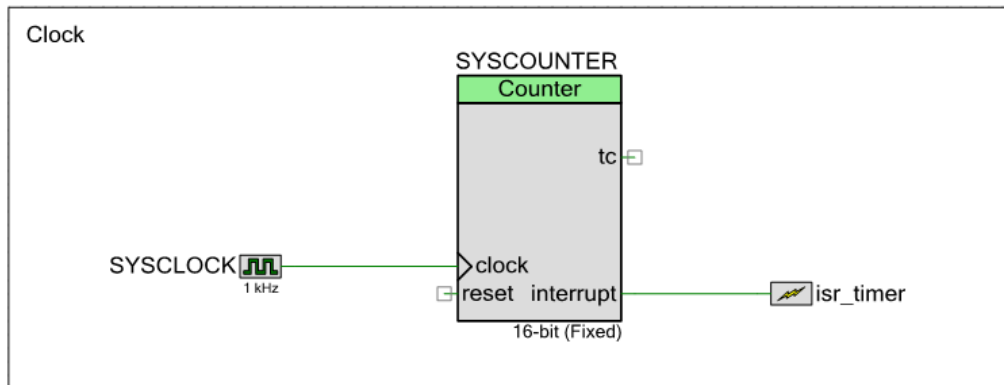 Clock
SYSCOUNTER
Counter
tc
SYSCLOCK
1 kHz
clock
reset interrupt
isr_timer
16-bit (Fixed)